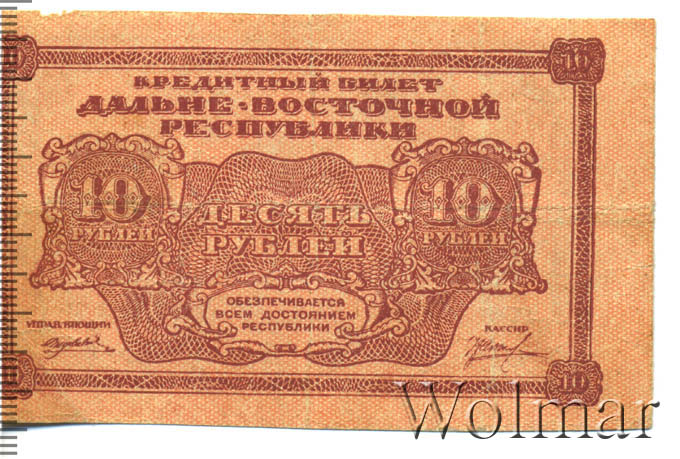 10
КРЕДИТНЫЙ БИЛЕТ
ДАЛЬНЕ-ВОСТОЧНОЙ
РЕСПУБЛИКИ
10 РУБЛЕЙ
ДЕСЯТЬ
РУБЛЕЙ
10 РУБЛЕЙ
ОБЕЗПЕЧИВАЕТСЯ
ВСЕМ ДОСТОЯНИЕМ
РЕСПУБЛИКИ
УПРАВЛЯЮЩИЙ
КАССИР
10
Wolmar